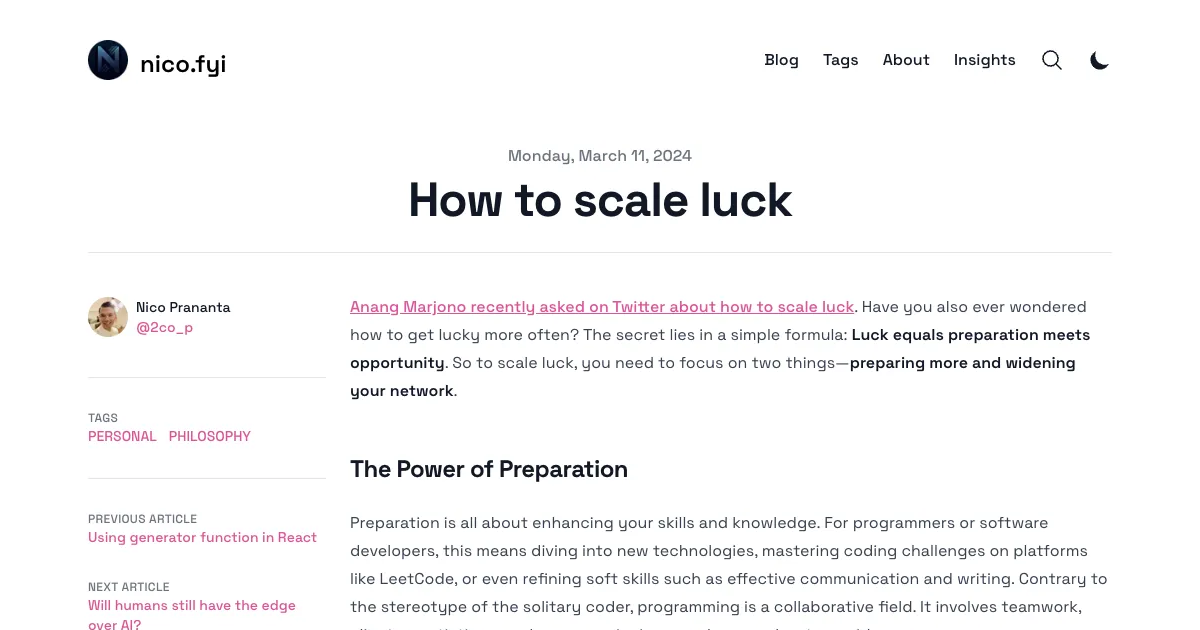 nico.fyi
Blog Tags About Insights
Monday, March 11, 2024
How to scale luck
Nico Prananta
@2co_p
TAGS
PERSONAL PHILOSOPHY
PREVIOUS ARTICLE
Using generator function in React
NEXT ARTICLE
Will humans still have the edge
over AI?
Anang Marjono recently asked on Twitter about how to scale luck. Have you also ever wondered
how to get lucky more often? The secret lies in a simple formula: Luck equals preparation meets
opportunity. So to scale luck, you need to focus on two things—preparing more and widening
your network.
The Power of Preparation
Preparation is all about enhancing your skills and knowledge. For programmers or software
developers, this means diving into new technologies, mastering coding challenges on platforms
like LeetCode, or even refining soft skills such as effective communication and writing. Contrary to
the stereotype of the solitary coder, programming is a collaborative field. It involves teamwork,